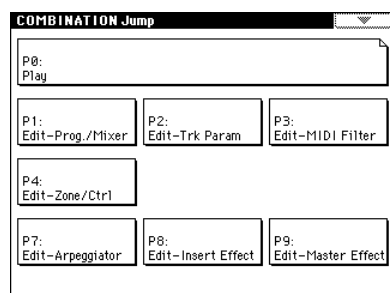 COMBINATION Jump
P0:
Play
P1:
Edit-Prog./Mixer
P2:
Edit-Trk Param
P3:
Edit-MIDI Filter
P4:
Edit-Zone/Ctrl
P7:
Edit-Arpeggiator
P8:
Edit-Insert Effect
P9:
Edit-Master Effect